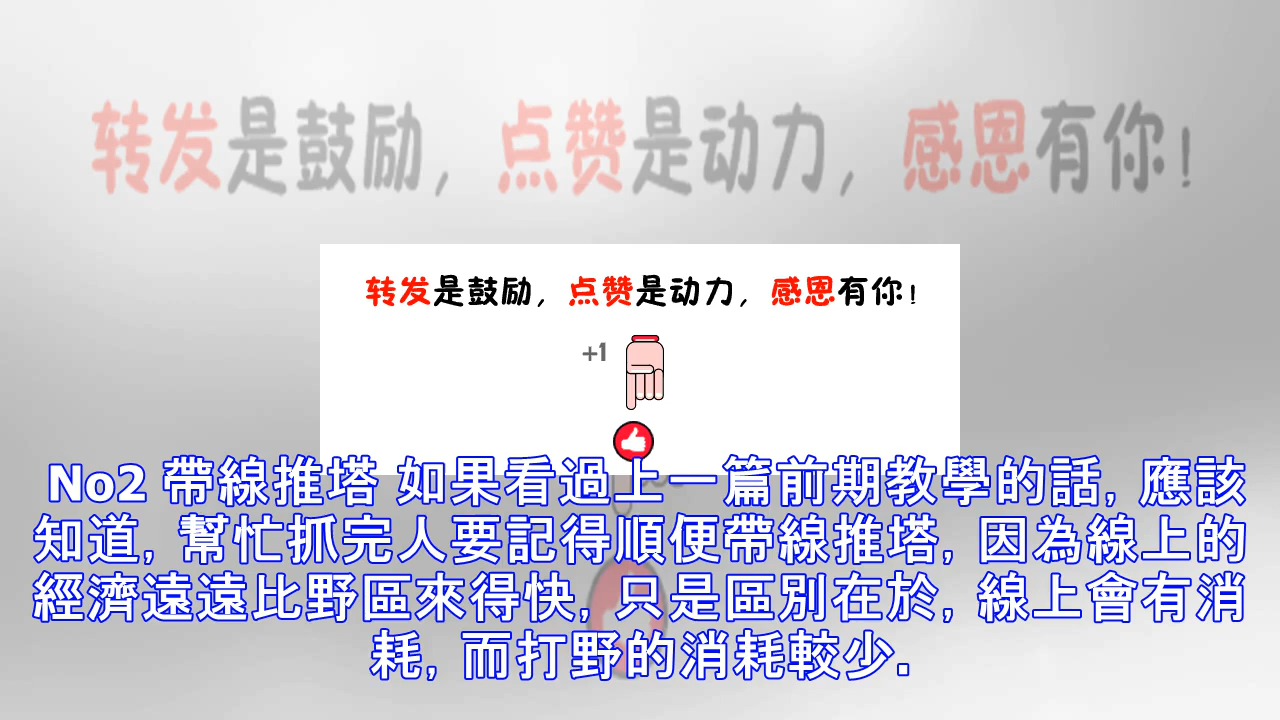 转发是鼓励，点赞是动力，感恩有你！
转发是鼓励，点赞是动力，感恩有你！
+1
No2 帶線推塔 如果看過上一篇前期教學的話, 應該
知道, 幫忙抓完人要記得順便帶線推塔, 因為線上的
經濟遠遠比野區來得快, 只是區別在於, 線上會有消
耗, 而打野的消耗較少.